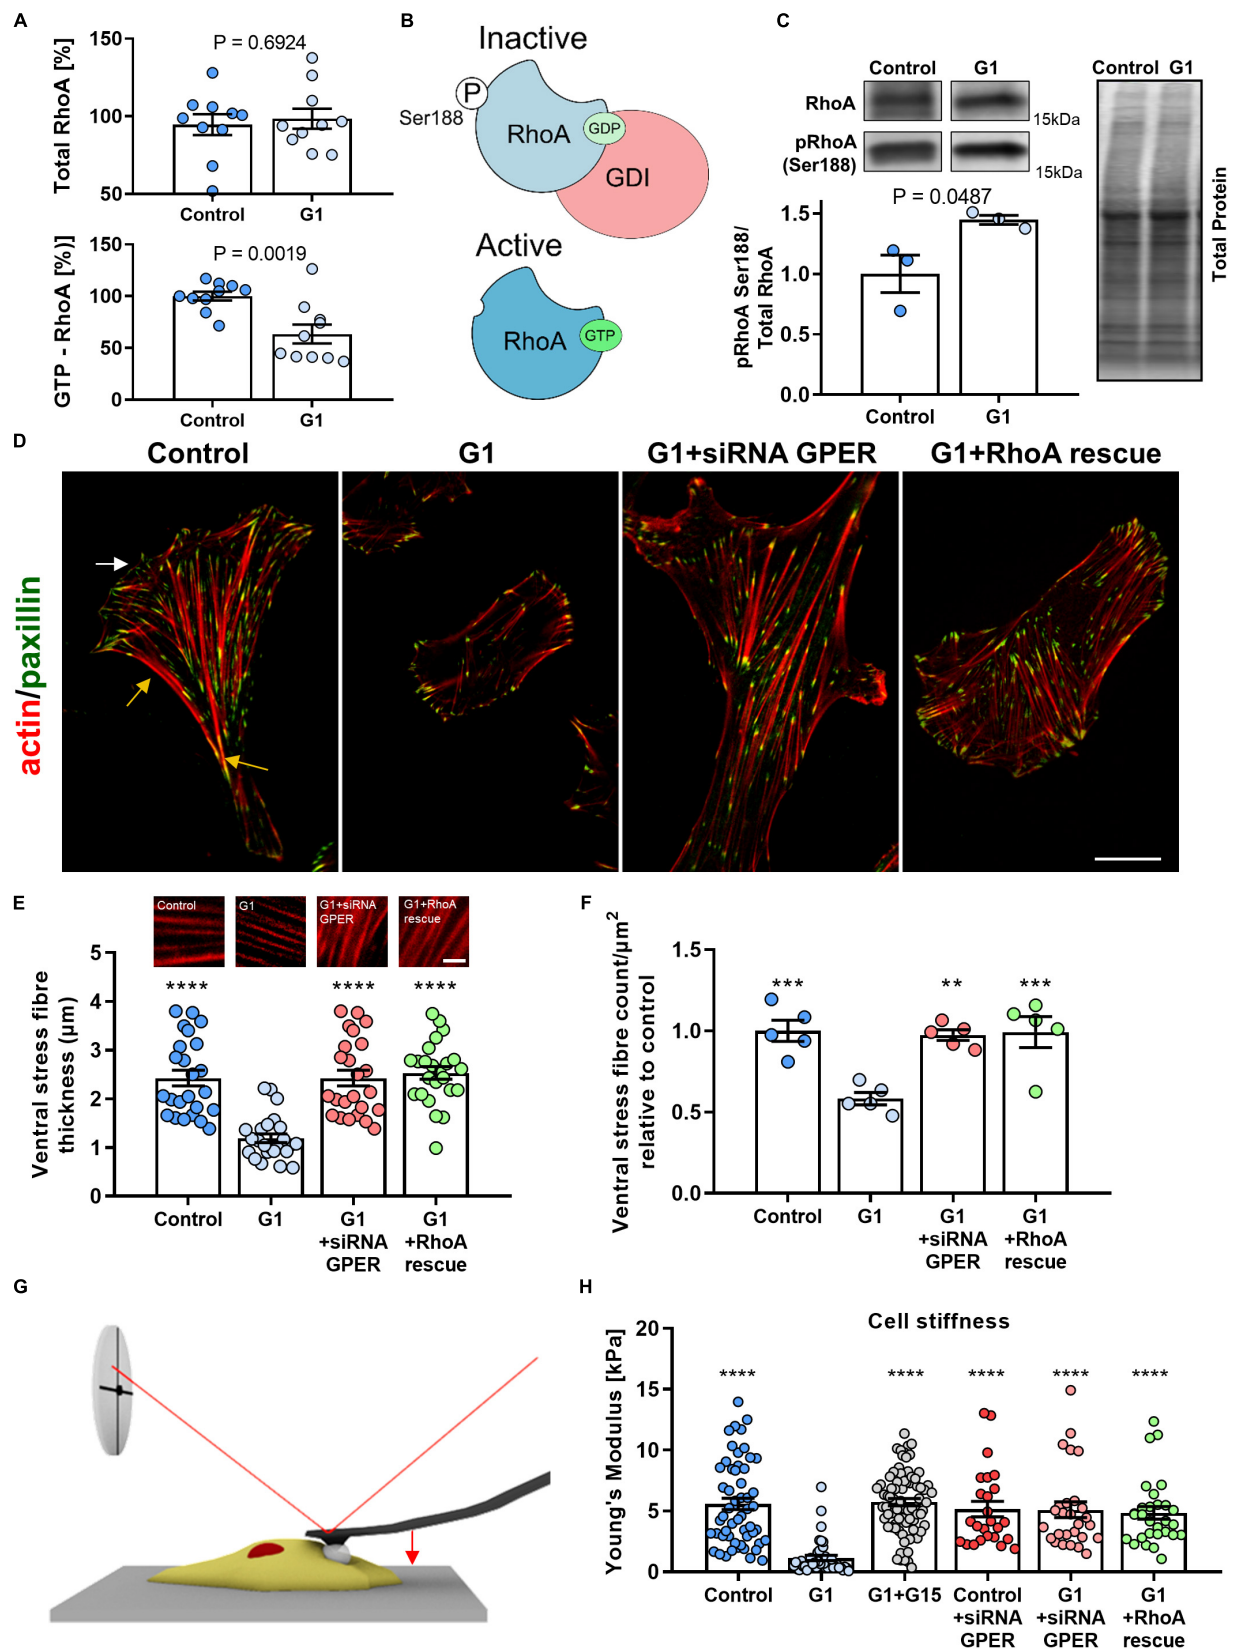 A
Total RhoA [%]
150
100
50
P = 0.6924
Control
G1
GTP - RhoA [%)]
150
100
50
0
P = 0.0019
Control
G1
B
Inactive
P
Ser188
RhoA
GDP
GDI
Active
RhoA
GTP
C
Control
G1
RhoA
15kDa
pRhoA
(Ser188)
15kDa
P = 0.0487
pRhoA Ser188/
Total RhoA
1.5
1.0
0.5
0.0
Control
G1
Control G1
Total Protein
D
Control
G1
G1+siRNA GPER
G1+RhoA rescue
actin/paxillin
E
Control
G1
G1+siRNA
GPER
G1+RhoA
rescue
Ventral stress fibre
thickness (µm)
5
4
3
2
1
0
****
****
****
Control
G1
G1
+siRNA
GPER
G1
+RhoA
rescue
F
Ventral stress fibre count/µm²
relative to control
1.5
1.0
0.5
0.0
***
**
***
Control
G1
G1
+siRNA
GPER
G1
+RhoA
rescue
G
H
Cell stiffness
Young's Modulus [kPa]
20
15
10
5
0
****
****
****
****
****
Control
G1
G1+G15
Control
+siRNA
GPER
G1
+siRNA
GPER
G1
+RhoA
rescue